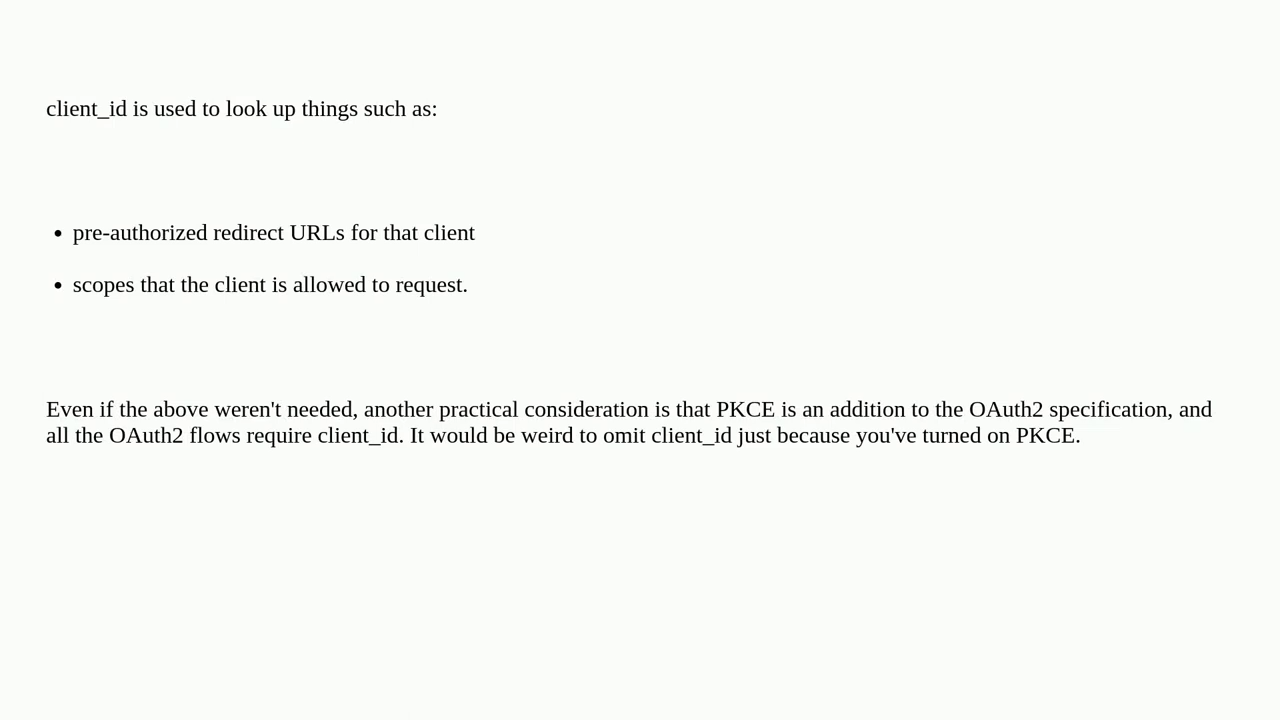 client_id is used to look up things such as:
• pre-authorized redirect URLs for that client
• scopes that the client is allowed to request.
Even if the above weren't needed, another practical consideration is that PKCE is an addition to the OAuth2 specification, and
all the OAuth2 flows require client_id. It would be weird to omit client_id just because you've turned on PKCE.